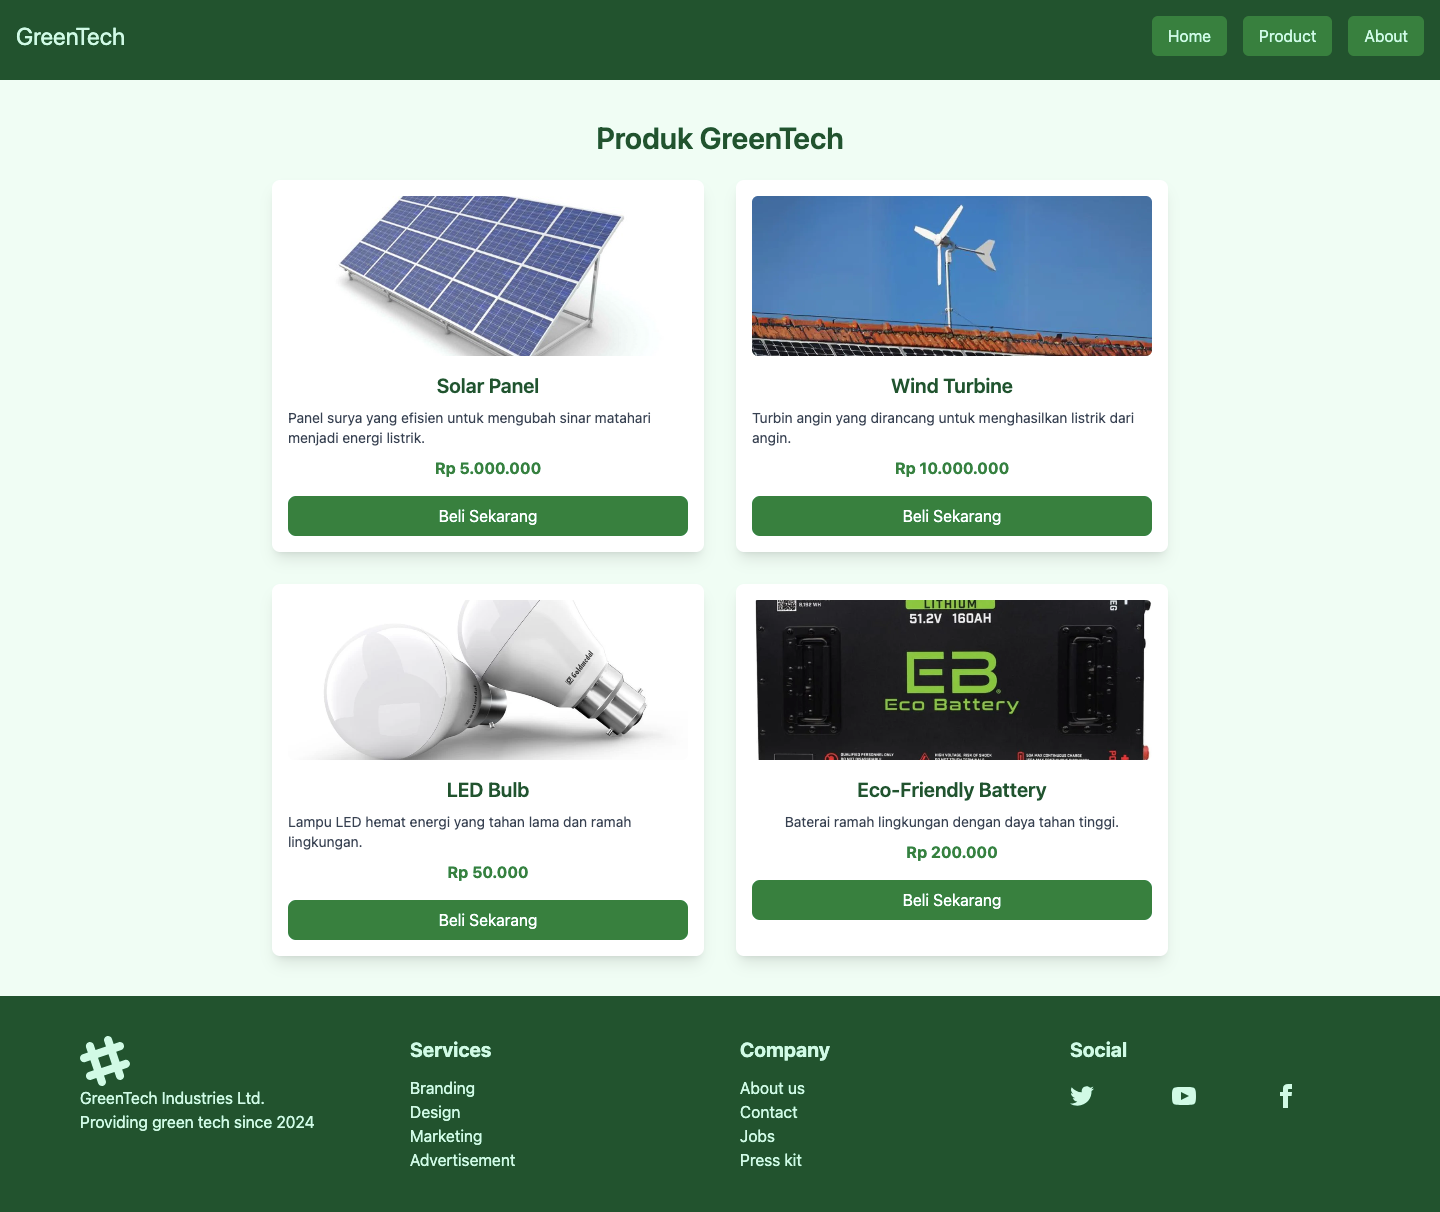 GreenTech
Home
Product
About
Produk GreenTech
Solar Panel
Panel surya yang efisien untuk mengubah sinar matahari
menjadi energi listrik.
Rp 5.000.000
Beli Sekarang
Wind Turbine
Turbin angin yang dirancang untuk menghasilkan listrik dari
angin.
Rp 10.000.000
Beli Sekarang
Goldmedal
LED Bulb
Lampu LED hemat energi yang tahan lama dan ramah
lingkungan.
Rp 50.000
Beli Sekarang
LITHIUM
51.2V 160AH
EB
Eco Battery
Eco-Friendly Battery
Baterai ramah lingkungan dengan daya tahan tinggi.
Rp 200.000
Beli Sekarang
GreenTech Industries Ltd.
Providing green tech since 2024
Services
Branding
Design
Marketing
Advertisement
Company
About us
Contact
Jobs
Press kit
Social